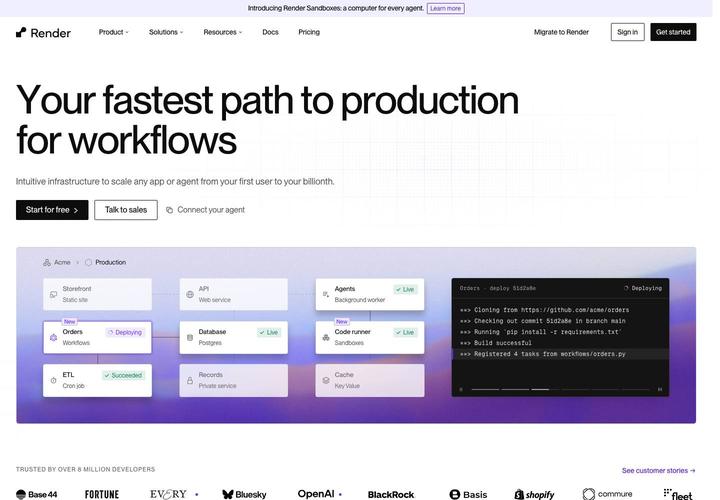 Introducing Render Sandboxes: a computer for every agent. Learn more
Render Product Solutions Resources Docs Pricing Migrate to Render Sign in Get started
Your fastest path to production
for workflows
Intuitive infrastructure to scale any app or agent from your first user to your billionth.
Start for free Talk to sales Connect your agent
Acme > Production
Storefront
Static site
API
Web service
Agents
Background worker
Live
New
Orders
Workflows
Deploying
Database
Postgres
Live
New
Code runner
Sandboxes
Live
ETL
Cron job
Succeeded
Records
Private service
Cache
Key Value
Orders · deploy 51d2a8e Deploying
==> Cloning from https://github.com/acme/orders
==> Checking out commit 51d2a8e in branch main
==> Running `pip install -r requirements.txt`
==> Build successful
==> Registered 4 tasks from workflows/orders.py
TRUSTED BY OVER 8 MILLION DEVELOPERS
See customer stories →
Base 44 FORTUNE EVERY Bluesky OpenAI BlackRock Basis shopify commure fleet